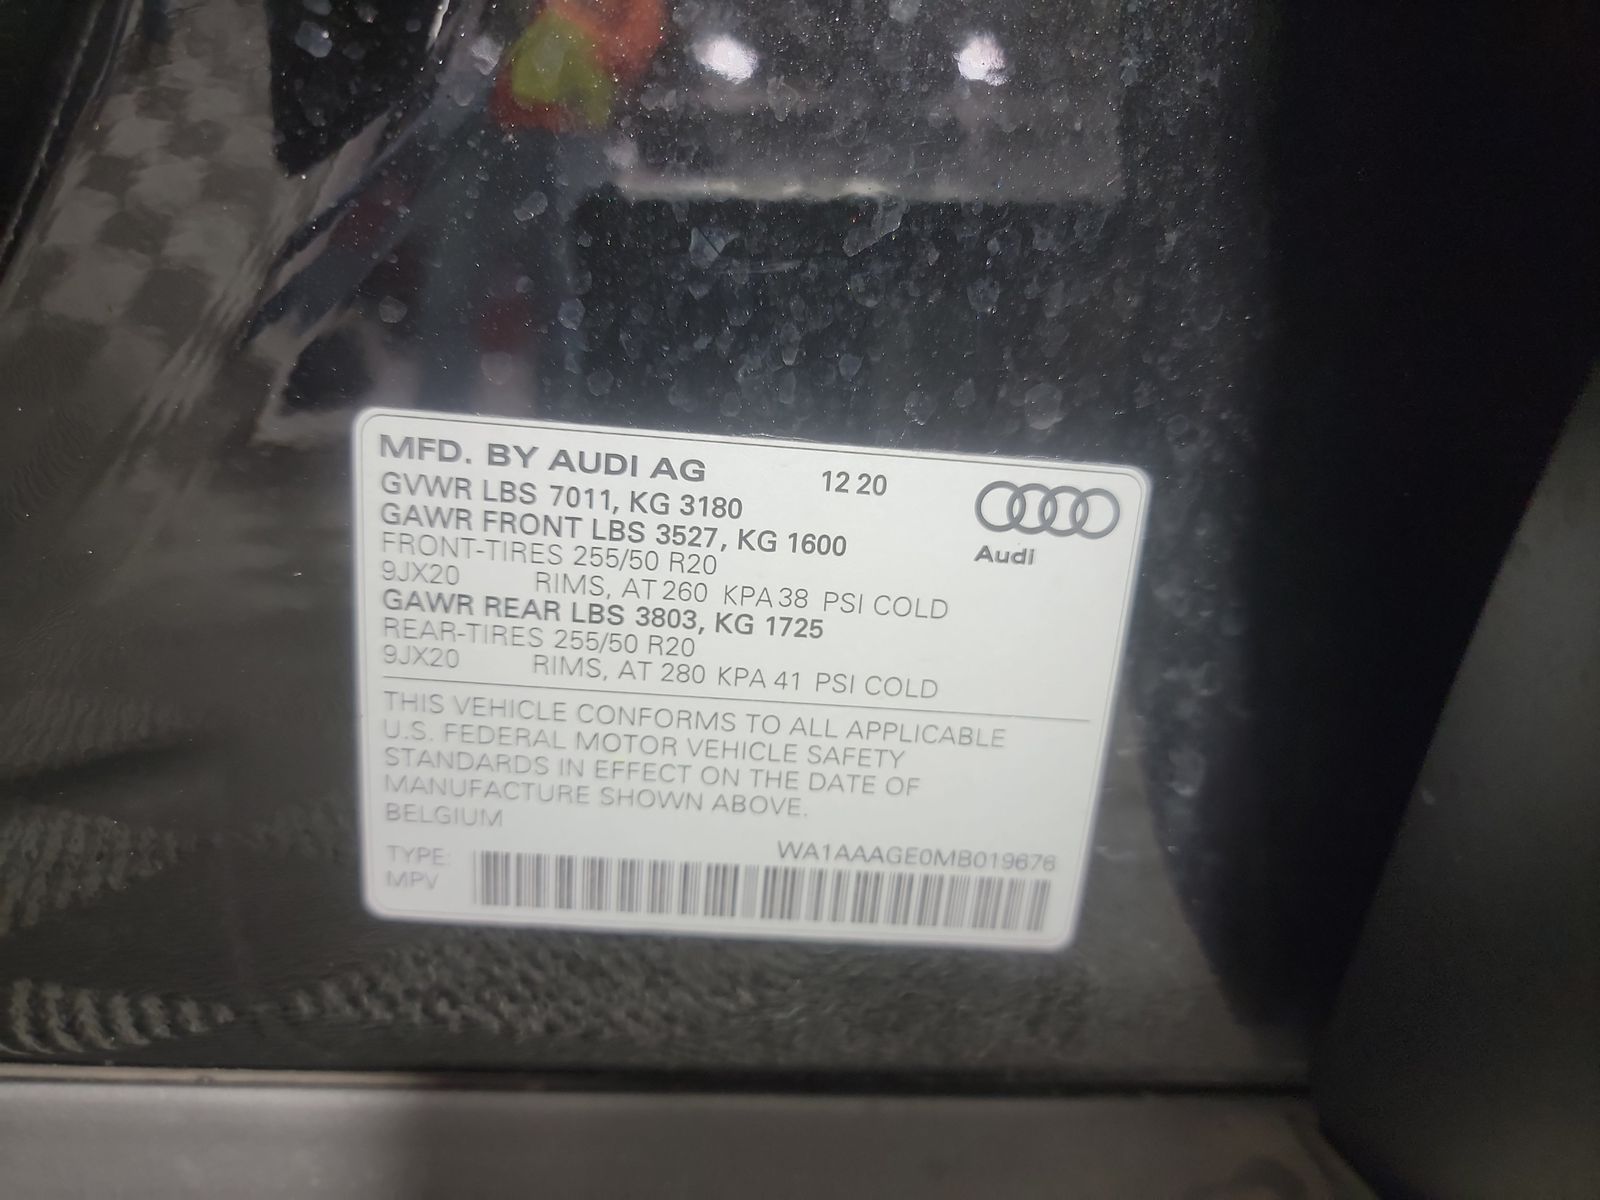 MFD. BY AUDI AG 12 20
GVWR LBS 7011, KG 3180
GAWR FRONT LBS 3527, KG 1600
FRONT-TIRES 255/50 R20
9JX20 RIMS, AT 260 KPA 38 PSI COLD
GAWR REAR LBS 3803, KG 1725
REAR-TIRES 255/50 R20
9JX20 RIMS, AT 280 KPA 41 PSI COLD
Audi
THIS VEHICLE CONFORMS TO ALL APPLICABLE
U.S. FEDERAL MOTOR VEHICLE SAFETY
STANDARDS IN EFFECT ON THE DATE OF
MANUFACTURE SHOWN ABOVE.
BELGIUM
WA1AAAGE0MB019676
TYPE:
MPV